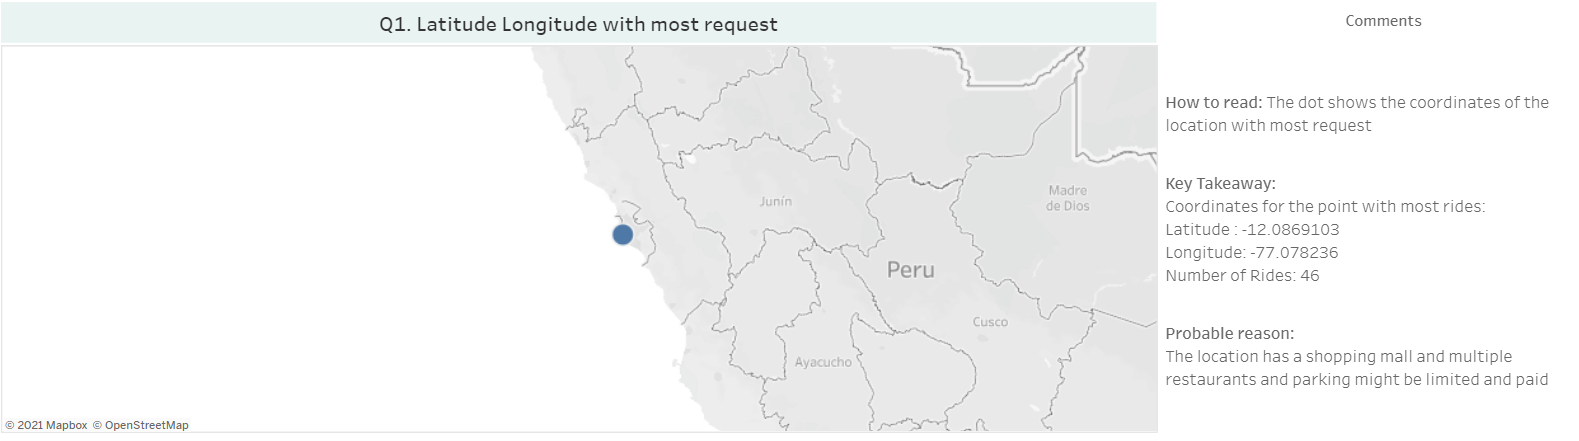 Q1. Latitude Longitude with most request
Comments
How to read: The dot shows the coordinates of the
location with most request
Key Takeaway:
Coordinates for the point with most rides:
Latitude : -12.0869103
Longitude: -77.078236
Number of Rides: 46
Probable reason:
The location has a shopping mall and multiple
restaurants and parking might be limited and paid
Junín
Madre
de Dios
Peru
Cusco
Ayacucho
© 2021 Mapbox © OpenStreetMap